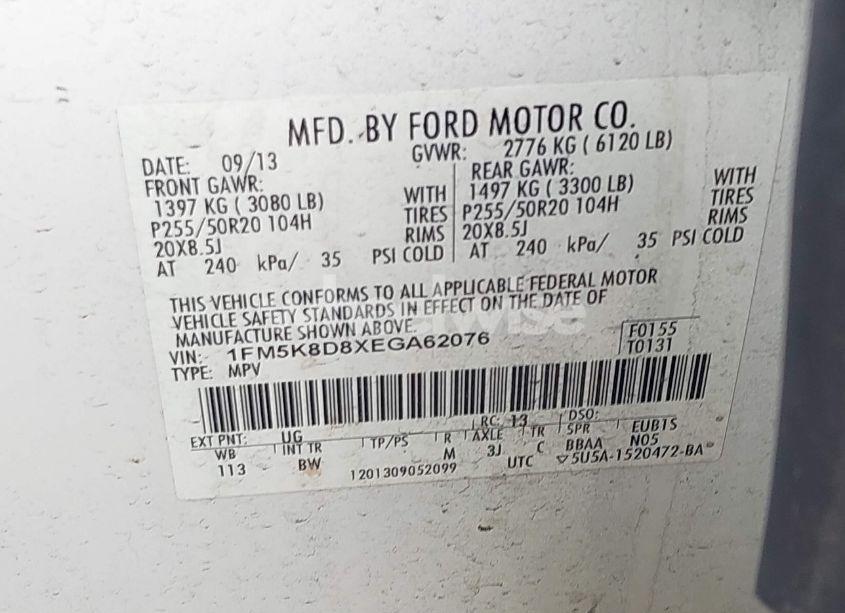 MFD. BY FORD MOTOR CO.
DATE: 09/13 GVWR: 2776 KG ( 6120 LB)
FRONT GAWR: REAR GAWR:
1397 KG ( 3080 LB) WITH 1497 KG ( 3300 LB) WITH
P255/50R20 104H TIRES P255/50R20 104H TIRES
20X8.5J RIMS 20X8.5J RIMS
AT 240 kPa/ 35 PSI COLD AT 240 kPa/ 35 PSI COLD
THIS VEHICLE CONFORMS TO ALL APPLICABLE FEDERAL MOTOR
VEHICLE SAFETY STANDARDS IN EFFECT ON THE DATE OF
MANUFACTURE SHOWN ABOVE.
VIN: 1FM5K8D8XEGA62076 F0155
TYPE: MPV T0131
EXT PNT: UG RC: 13 DSO:
WB INT TR TP/PS R AXLE TR SPR EUB1S
113 BW M 3J C BBAA N05
1201309052099 UTC 5U5A-1520472-BA